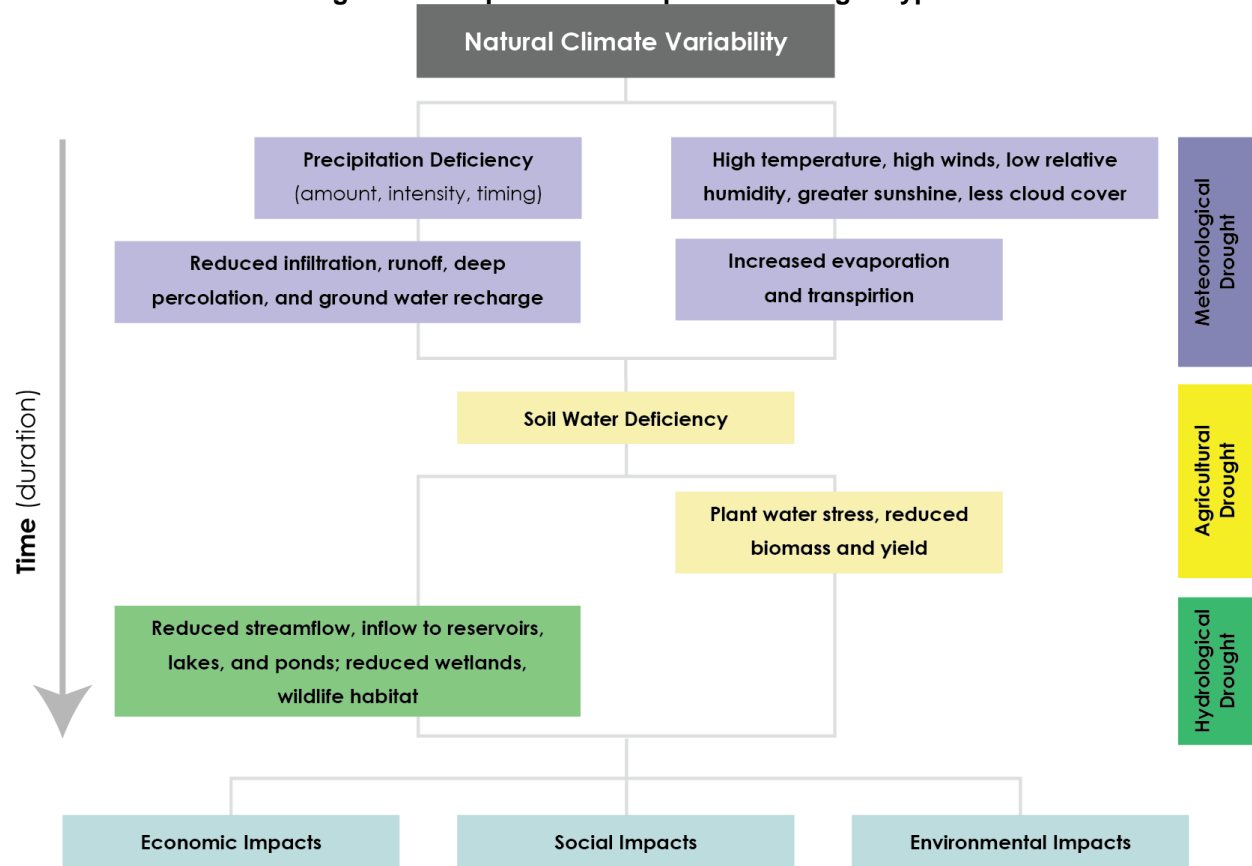 Natural Climate Variability
Precipitation Deficiency
(amount, intensity, timing)
High temperature, high winds, low relative
humidity, greater sunshine, less cloud cover
Reduced infiltration, runoff, deep
percolation, and ground water recharge
Increased evaporation
and transpirtion
Meteorological
Drought
Soil Water Deficiency
Plant water stress, reduced
biomass and yield
Agricultural
Drought
Time (duration)
Reduced streamflow, inflow to reservoirs,
lakes, and ponds; reduced wetlands,
wildlife habitat
Hydrological
Drought
Economic Impacts
Social Impacts
Environmental Impacts